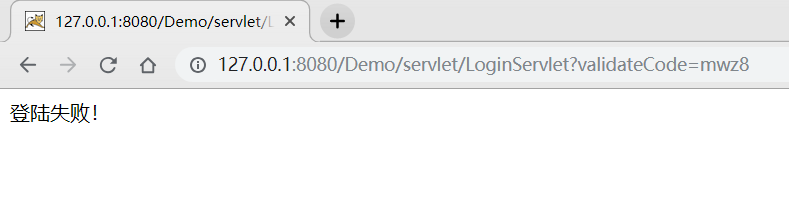 127.0.0.1:8080/Demo/servlet/L
127.0.0.1:8080/Demo/servlet/LoginServlet?validateCode=mwz8
登陆失败！